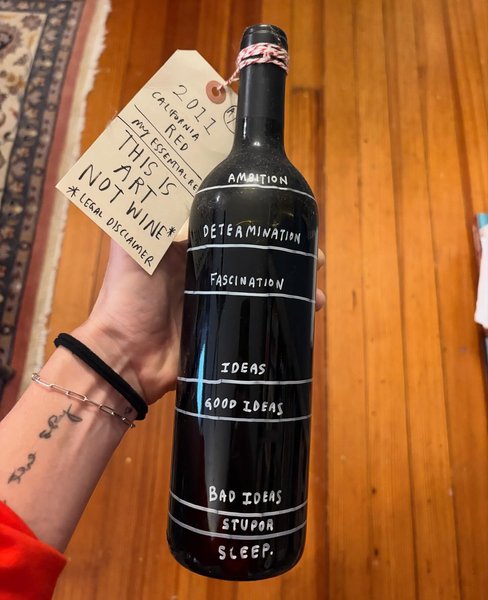 2011
CALIFORNIA
RED
MY ESSENTIAL RE
THIS IS
ART
NOT WINE*
*LEGAL DISCLAIMER
AMBITION
DETERMINATION
FASCINATION
IDEAS
GOOD IDEAS
BAD IDEAS
STUPOR
SLEEP.